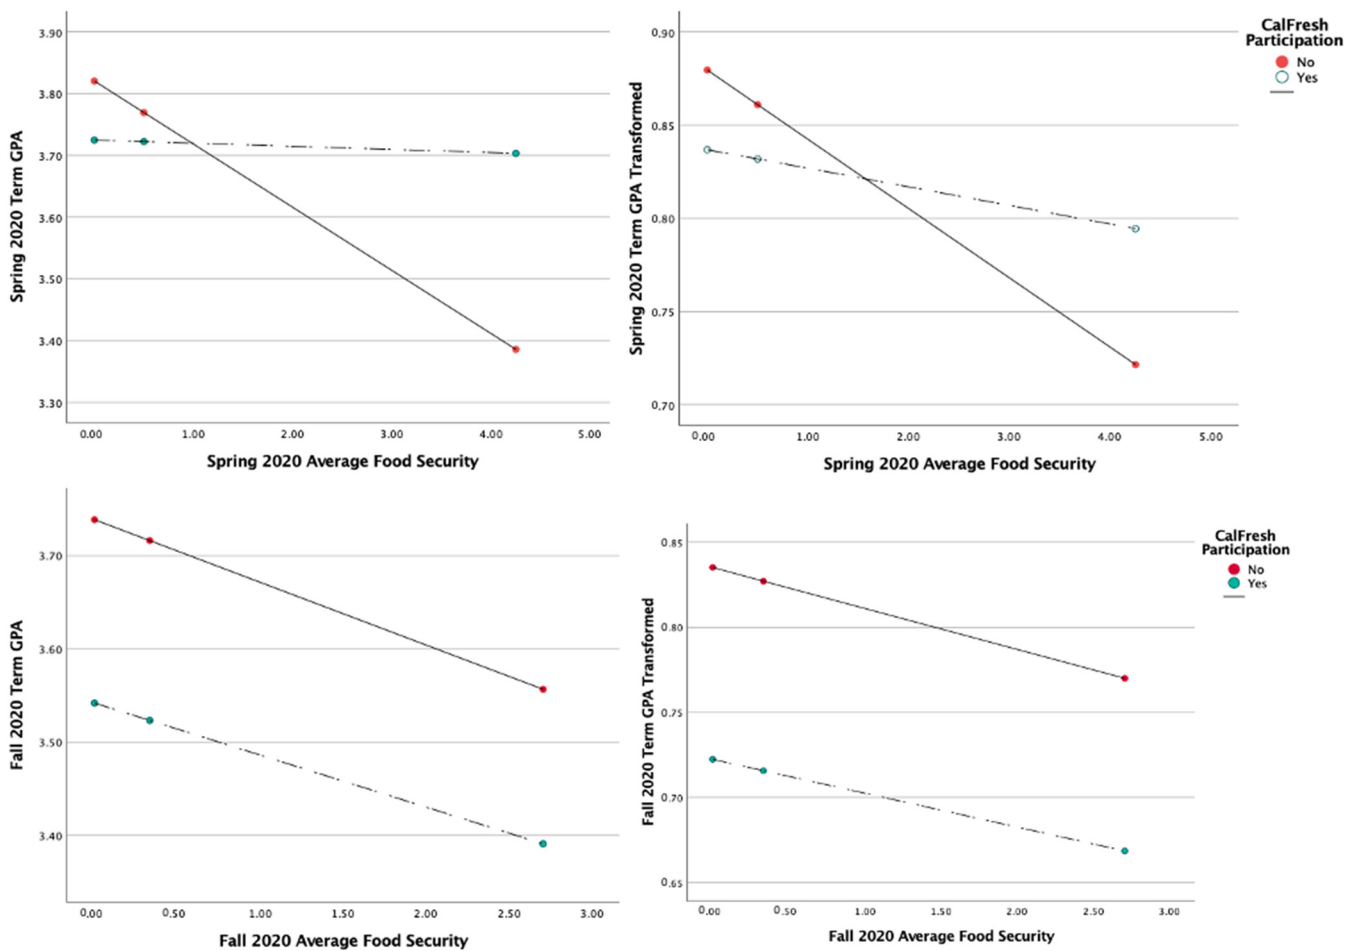 3.90
3.80
3.70
3.60
3.50
3.40
3.30
Spring 2020 Term GPA
0.00 1.00 2.00 3.00 4.00 5.00
Spring 2020 Average Food Security
0.90
0.85
0.80
0.75
0.70
Spring 2020 Term GPA Transformed
0.00 1.00 2.00 3.00 4.00 5.00
Spring 2020 Average Food Security
CalFresh
Participation
No
Yes
3.70
3.60
3.50
3.40
Fall 2020 Term GPA
0.00 0.50 1.00 1.50 2.00 2.50 3.00
Fall 2020 Average Food Security
0.85
0.80
0.75
0.70
0.65
Fall 2020 Term GPA Transformed
0.00 0.50 1.00 1.50 2.00 2.50 3.00
Fall 2020 Average Food Security
CalFresh
Participation
No
Yes